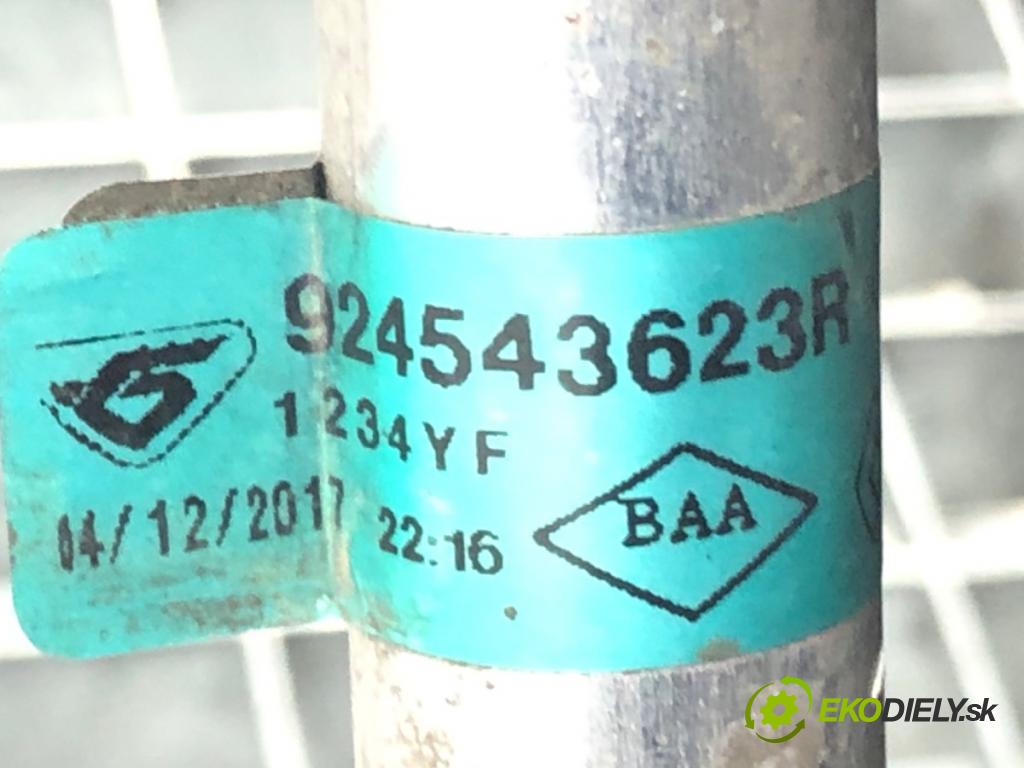 924543623R
1234YF
04/12/2017 22:16
BAA
EKODIELY.sk